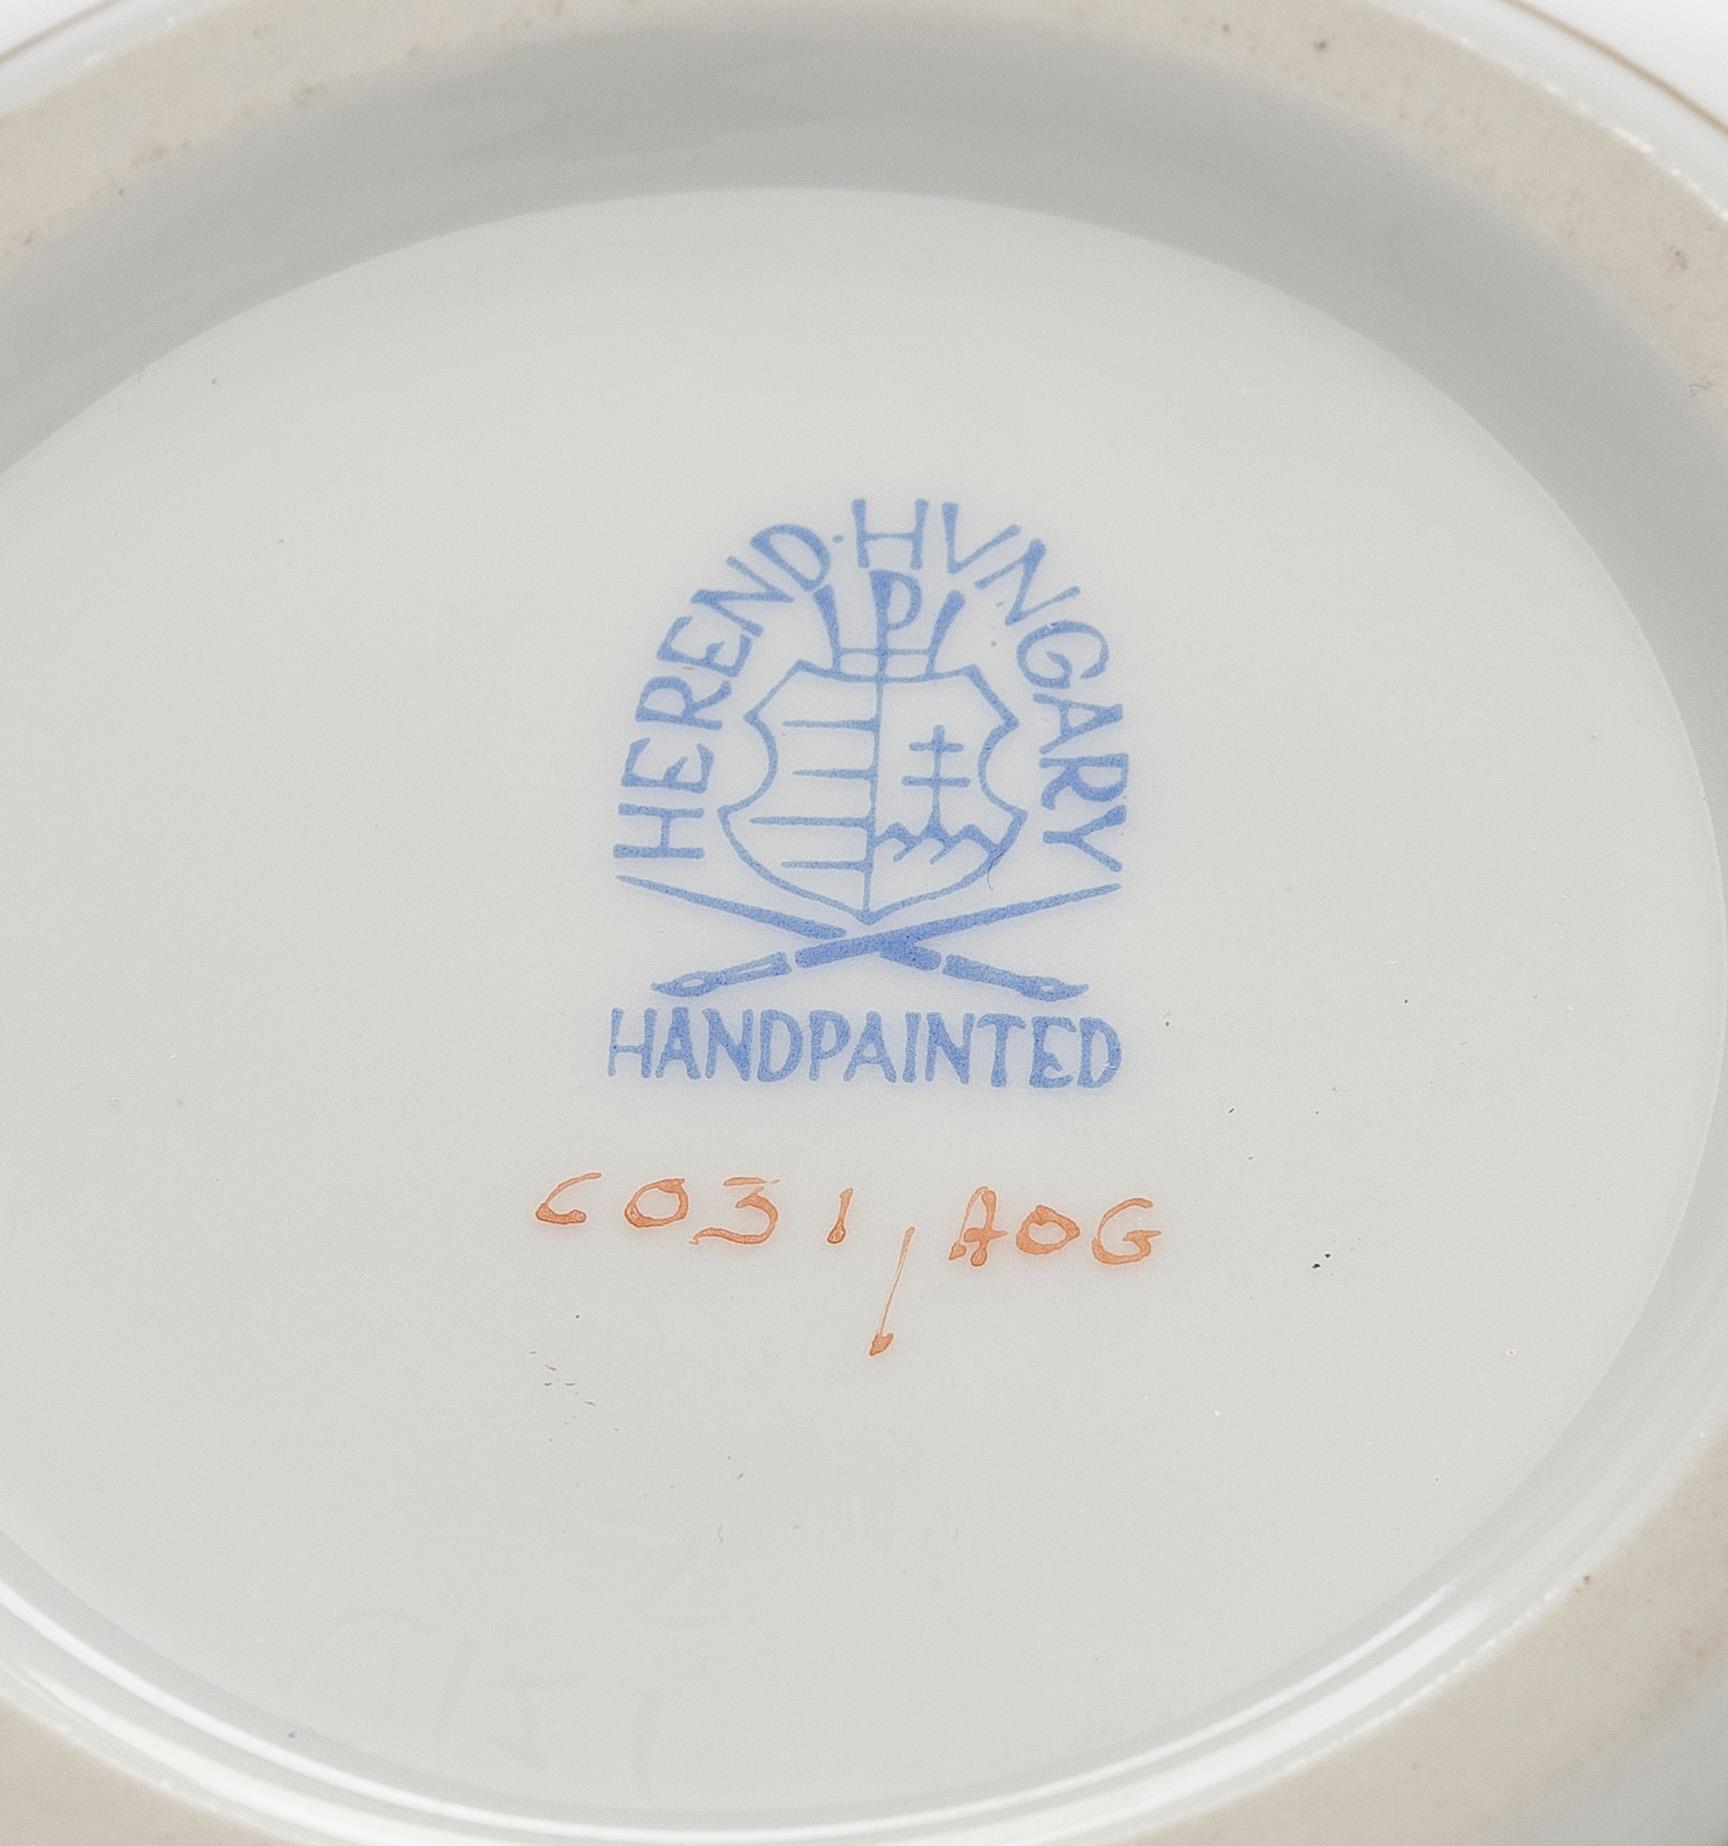 HEREND · HVNGARY
HANDPAINTED
6031/AOG